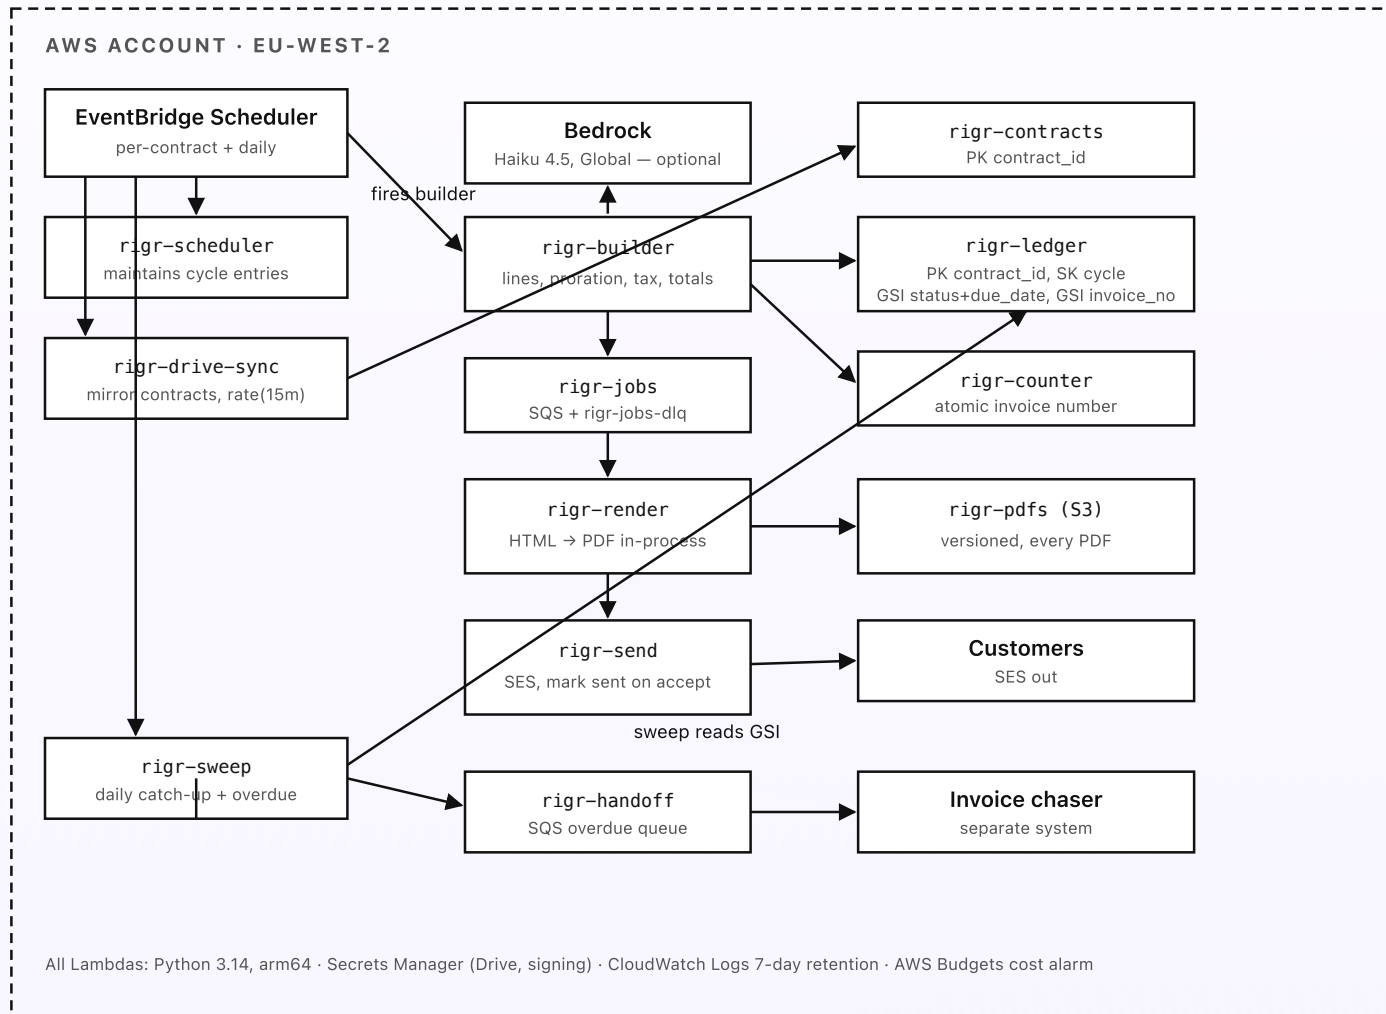 AWS ACCOUNT · EU-WEST-2
EventBridge Scheduler
per-contract + daily
fires builder
rigr-scheduler
maintains cycle entries
rigr-drive-sync
mirror contracts, rate(15m)
rigr-sweep
daily catch-up + overdue
Bedrock
Haiku 4.5, Global — optional
rigr-builder
lines, proration, tax, totals
rigr-jobs
SQS + rigr-jobs-dlq
rigr-render
HTML → PDF in-process
rigr-send
SES, mark sent on accept
sweep reads GSI
rigr-handoff
SQS overdue queue
rigr-contracts
PK contract_id
rigr-ledger
PK contract_id, SK cycle
GSI status+due_date, GSI invoice_no
rigr-counter
atomic invoice number
rigr-pdfs (S3)
versioned, every PDF
Customers
SES out
Invoice chaser
separate system
All Lambdas: Python 3.14, arm64 · Secrets Manager (Drive, signing) · CloudWatch Logs 7-day retention · AWS Budgets cost alarm